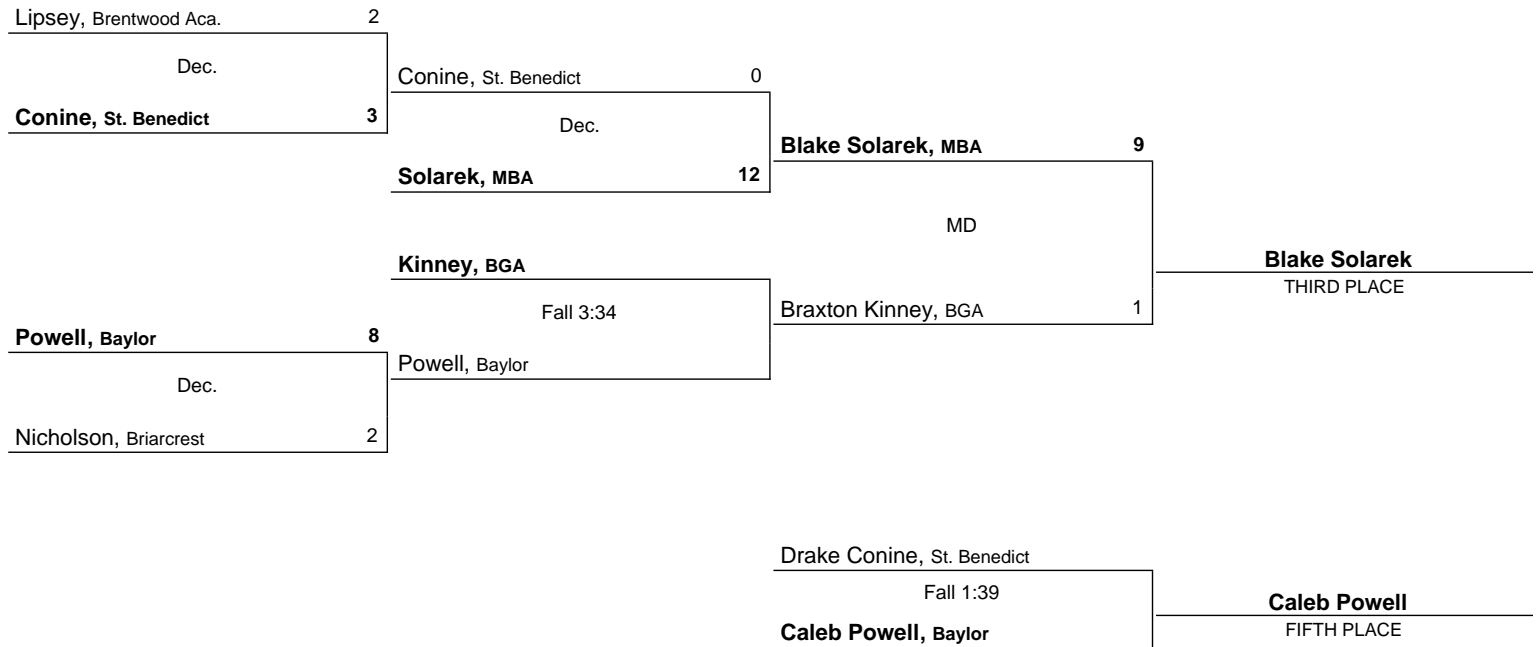 Lipsey, Brentwood Aca. 2
Dec.
Conine, St. Benedict 3
Conine, St. Benedict 0
Dec.
Solarek, MBA 12
Blake Solarek, MBA 9
MD
Braxton Kinney, BGA 1
Blake Solarek
THIRD PLACE
Kinney, BGA
Fall 3:34
Powell, Baylor
Powell, Baylor 8
Dec.
Nicholson, Briarcrest 2
Drake Conine, St. Benedict
Fall 1:39
Caleb Powell, Baylor
Caleb Powell
FIFTH PLACE